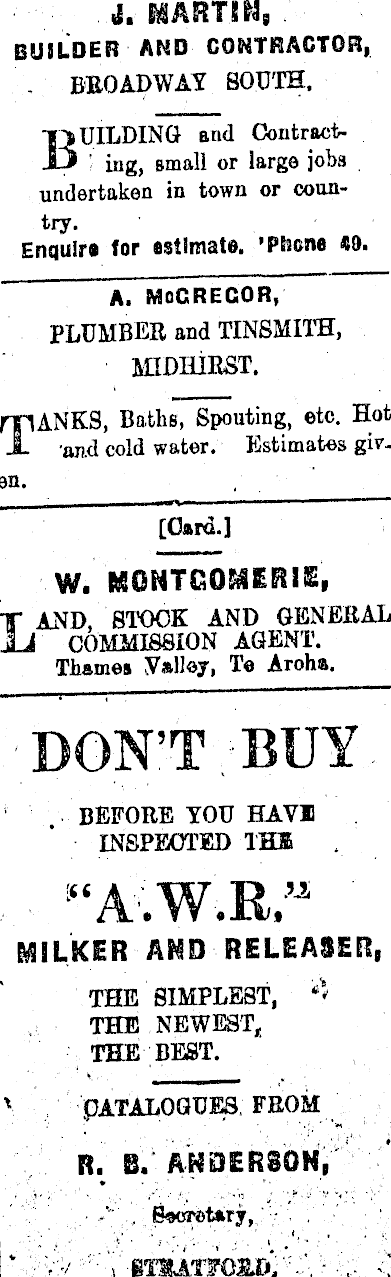 J. MARTIN,
BUILDER AND CONTRACTOR,
BROADWAY SOUTH.
BUILDING and Contract-
ing, small or large jobs
undertaken in town or coun-
try.
Enquire for estimate. 'Phone 49.
A. McGREGOR,
PLUMBER and TINSMITH,
MIDHIRST.
TANKS, Baths, Spouting, etc. Hot
and cold water. Estimates giv-
en.
[Card.]
W. MONTGOMERIE,
LAND, STOCK AND GENERAL
COMMISSION AGENT.
Thames Valley, Te Aroha.
DON'T BUY
BEFORE YOU HAVE
INSPECTED THE
"A.W.R."
MILKER AND RELEASER,
THE SIMPLEST,
THE NEWEST,
THE BEST.
CATALOGUES FROM
R. B. ANDERSON,
Secretary,
STRATFORD.